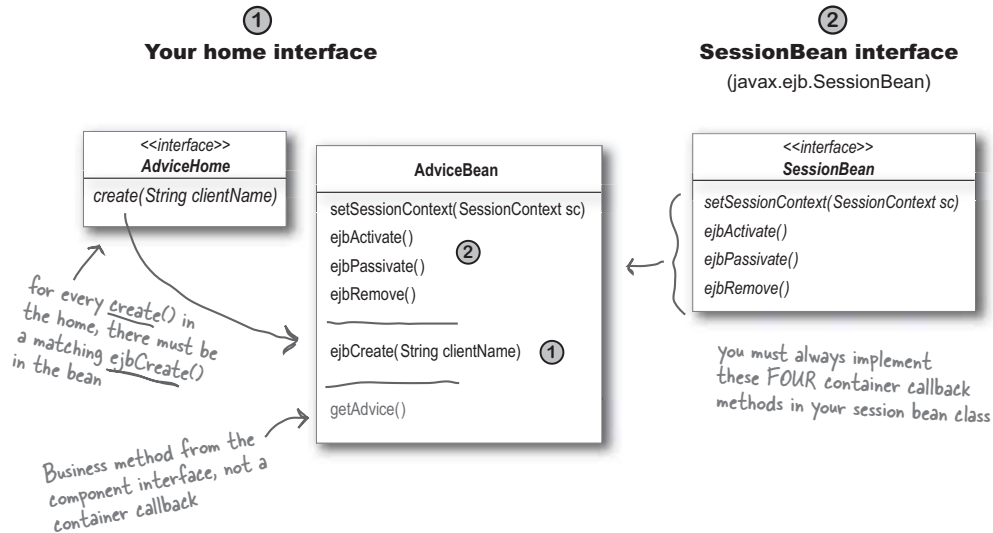 1
Your home interface
2
SessionBean interface
(javax.ejb.SessionBean)
<<interface>>
AdviceHome
create(String clientName)
AdviceBean
setSessionContext(SessionContext sc)
ejbActivate()
ejbPassivate()
2
ejbRemove()
ejbCreate(String clientName)
1
getAdvice()
<<interface>>
SessionBean
setSessionContext(SessionContext sc)
ejbActivate()
ejbPassivate()
ejbRemove()
for every create() in
the home, there must be
a matching ejbCreate()
in the bean
you must always implement
these FOUR container callback
methods in your session bean class
Business method from the
component interface, not a
container callback